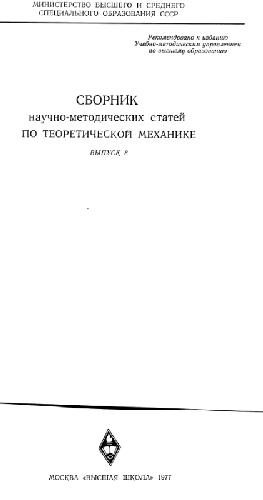 МИНИСТЕРСТВО ВЫСШЕГО И СРЕДНЕГО
СПЕЦИАЛЬНОГО ОБРАЗОВАНИЯ СССР
Рекомендовано к изданию
Учебно-методическим управлением
по высшему образованию
СБОРНИК
научно-методических статей
ПО ТЕОРЕТИЧЕСКОЙ МЕХАНИКЕ
ВЫПУСК 8
МОСКВА «ВЫСШАЯ ШКОЛА» 1977